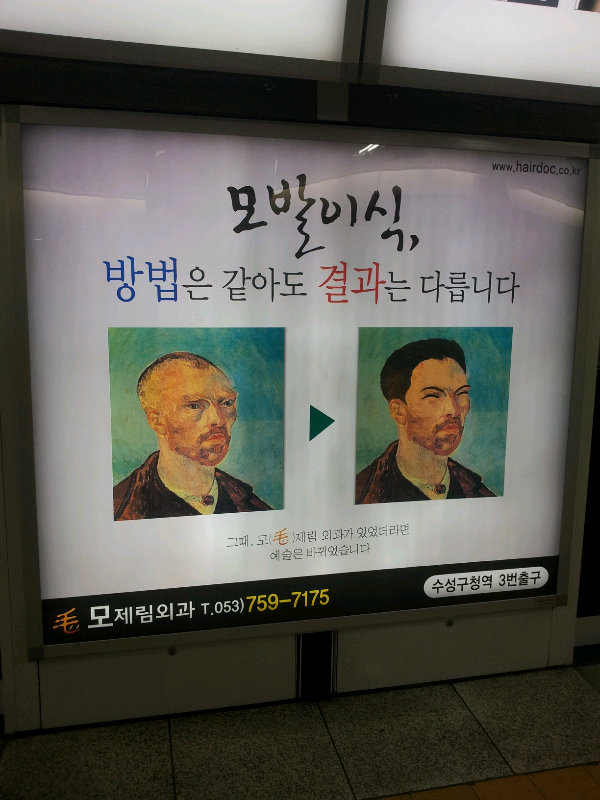 www.hairdoc.co.kr
모발이식,
방법은 같아도 결과는 다릅니다
그때, 모(毛)제림 외과가 있었더라면
예술은 바뀌었습니다
毛 모제림외과 T.053)759-7175
수성구청역 3번출구